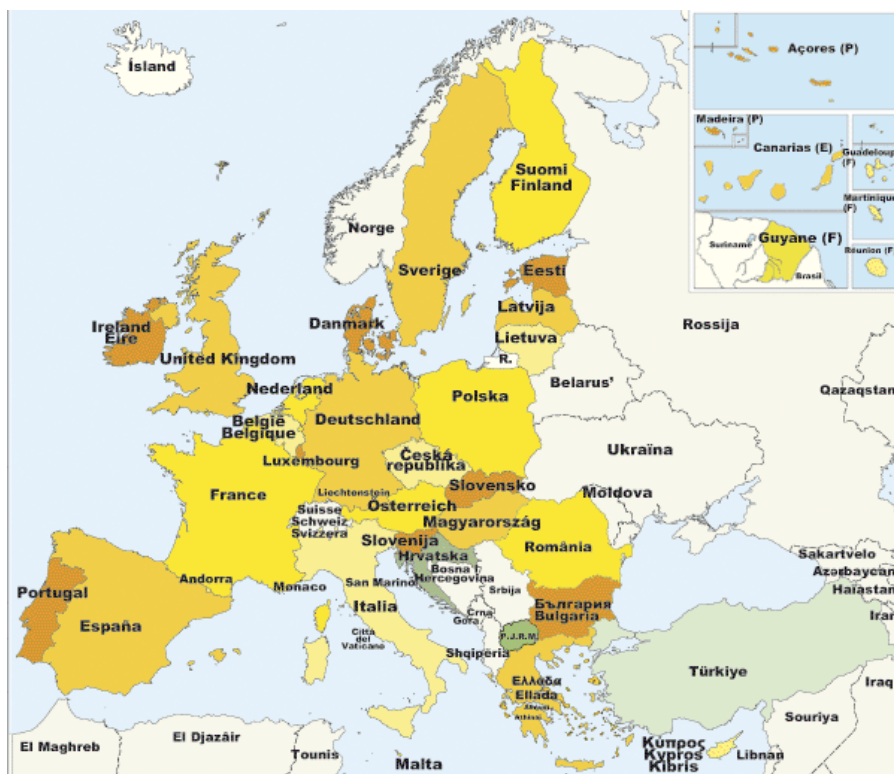 Ísland
Açores (P)
Madeira (P)
Canarias (E)
Guadeloup
(F)
Martinique
(F)
Suriname
Guyane (F)
Brasil
Réunion (F)
Suomi
Finland
Norge
Sverige
Eesti
Latvija
Lietuva
R.
Rossija
Danmark
Ireland
Éire
United Kingdom
Nederland
België
Belgique
Deutschland
Polska
Belarus'
Qazaqstan
Luxembourg
Česká
republika
Ukraïna
Slovensko
France
Liechtenstein
Österreich
Moldova
Suisse
Schweiz
Svizzera
Magyarország
Slovenija
Hrvatska
România
Bosna i
Hercegovina
Srbija
Sakartvelo
Azərbaycan
Haïastan
Andorra
Monaco
San Marino
Portugal
España
Italia
Città
del
Vaticano
Crna
Gora
България
Bulgaria
P.J.R.M.
Shqipëria
Iran
Ελλάδα
Ellada
Türkiye
Iraq
El Maghreb
El Djazâir
Tounis
Malta
Κύπρος
Kypros
Kibris
Souriya
Libnan